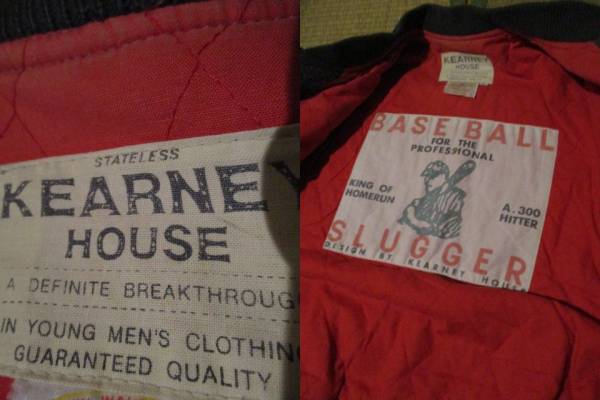 STATELESS
KEARNEY
HOUSE
A DEFINITE BREAKTHROUG
IN YOUNG MEN'S CLOTHIN
GUARANTEED QUALITY
KEARNEY
HOUSE
BASE BALL
FOR THE
PROFESSIONAL
KING OF
HOMERUN
A. 300
HITTER
SLUGGER
DESIGN BY KEARNEY HOUSE